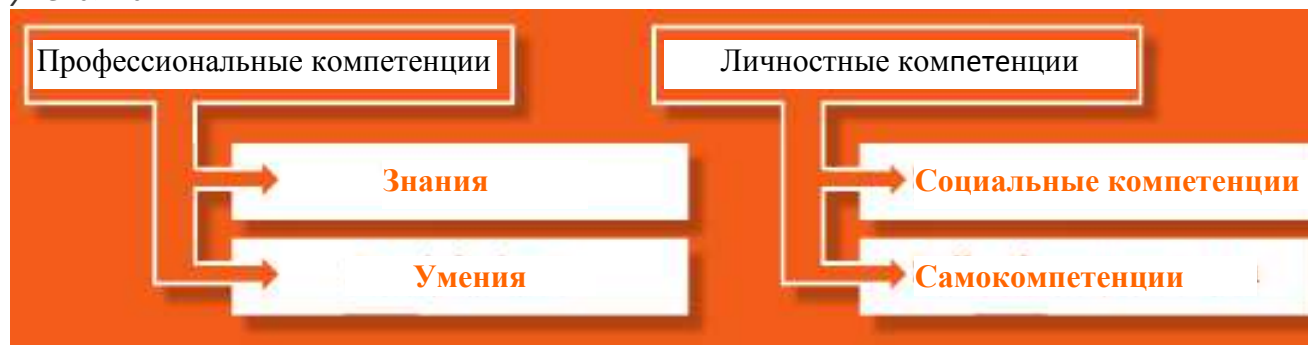 Профессиональные компетенции
Личностные компетенции
Знания
Социальные компетенции
Умения
Самокомпетенции